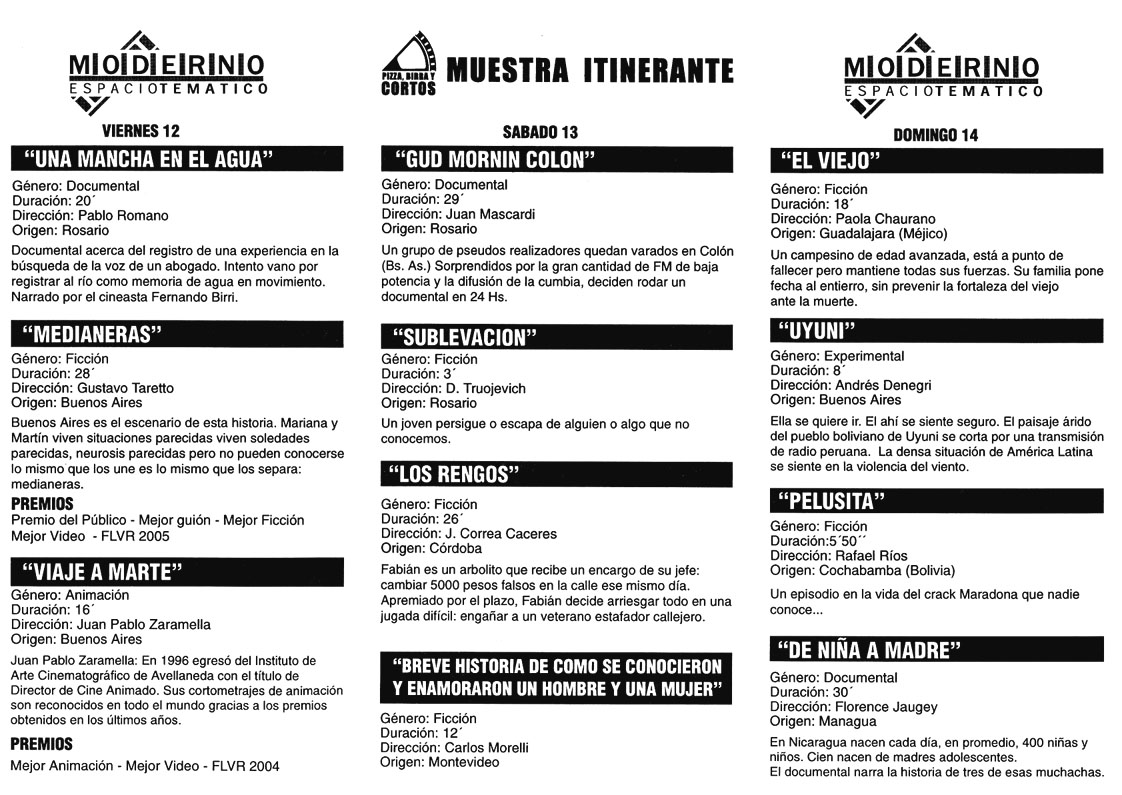 MODERNO
ESPACIOTEMATICO
VIERNES 12
“UNA MANCHA EN EL AGUA”
Género: Documental
Duración: 20´
Dirección: Pablo Romano
Origen: Rosario
Documental acerca del registro de una experiencia en la
búsqueda de la voz de un abogado. Intento vano por
registrar al río como memoria de agua en movimiento.
Narrado por el cineasta Fernando Birri.
“MEDIANERAS”
Género: Ficción
Duración: 28´
Dirección: Gustavo Taretto
Origen: Buenos Aires
Buenos Aires es el escenario de esta historia. Mariana y
Martín viven situaciones parecidas viven soledades
parecidas, neurosis parecidas pero no pueden conocerse
lo mismo que los une es lo mismo que los separa:
medianeras.
PREMIOS
Premio del Público - Mejor guión - Mejor Ficción
Mejor Video - FLVR 2005
“VIAJE A MARTE”
Género: Animación
Duración: 16´
Dirección: Juan Pablo Zaramella
Origen: Buenos Aires
Juan Pablo Zaramella: En 1996 egresó del Instituto de
Arte Cinematográfico de Avellaneda con el título de
Director de Cine Animado. Sus cortometrajes de animación
son reconocidos en todo el mundo gracias a los premios
obtenidos en los últimos años.
PREMIOS
Mejor Animación - Mejor Video - FLVR 2004
PIZZA, BIRRA Y
CORTOS
MUESTRA ITINERANTE
SABADO 13
“GUD MORNIN COLON”
Género: Documental
Duración: 29´
Dirección: Juan Mascardi
Origen: Rosario
Un grupo de pseudos realizadores quedan varados en Colón
(Bs. As.) Sorprendidos por la gran cantidad de FM de baja
potencia y la difusión de la cumbia, deciden rodar un
documental en 24 Hs.
“SUBLEVACION”
Género: Ficción
Duración: 3´
Dirección: D. Truojevich
Origen: Rosario
Un joven persigue o escapa de alguien o algo que no
conocemos.
“LOS RENGOS”
Género: Ficción
Duración: 26´
Dirección: J. Correa Caceres
Origen: Córdoba
Fabián es un arbolito que recibe un encargo de su jefe:
cambiar 5000 pesos falsos en la calle ese mismo día.
Apremiado por el plazo, Fabián decide arriesgar todo en una
jugada difícil: engañar a un veterano estafador callejero.
“BREVE HISTORIA DE COMO SE CONOCIERON
Y ENAMORARON UN HOMBRE Y UNA MUJER”
Género: Ficción
Duración: 12´
Dirección: Carlos Morelli
Origen: Montevideo
MODERNO
ESPACIOTEMATICO
DOMINGO 14
“EL VIEJO”
Género: Ficción
Duración: 18´
Dirección: Paola Chaurano
Origen: Guadalajara (Méjico)
Un campesino de edad avanzada, está a punto de
fallecer pero mantiene todas sus fuerzas. Su familia pone
fecha al entierro, sin prevenir la fortaleza del viejo
ante la muerte.
“UYUNI”
Género: Experimental
Duración: 8´
Dirección: Andrés Denegri
Origen: Buenos Aires
Ella se quiere ir. El ahí se siente seguro. El paisaje árido
del pueblo boliviano de Uyuni se corta por una transmisión
de radio peruana. La densa situación de América Latina
se siente en la violencia del viento.
“PELUSITA”
Género: Ficción
Duración:5´50´´
Dirección: Rafael Ríos
Origen: Cochabamba (Bolivia)
Un episodio en la vida del crack Maradona que nadie
conoce...
“DE NIÑA A MADRE”
Género: Documental
Duración: 30´
Dirección: Florence Jaugey
Origen: Managua
En Nicaragua nacen cada día, en promedio, 400 niñas y
niños. Cien nacen de madres adolescentes.
El documental narra la historia de tres de esas muchachas.